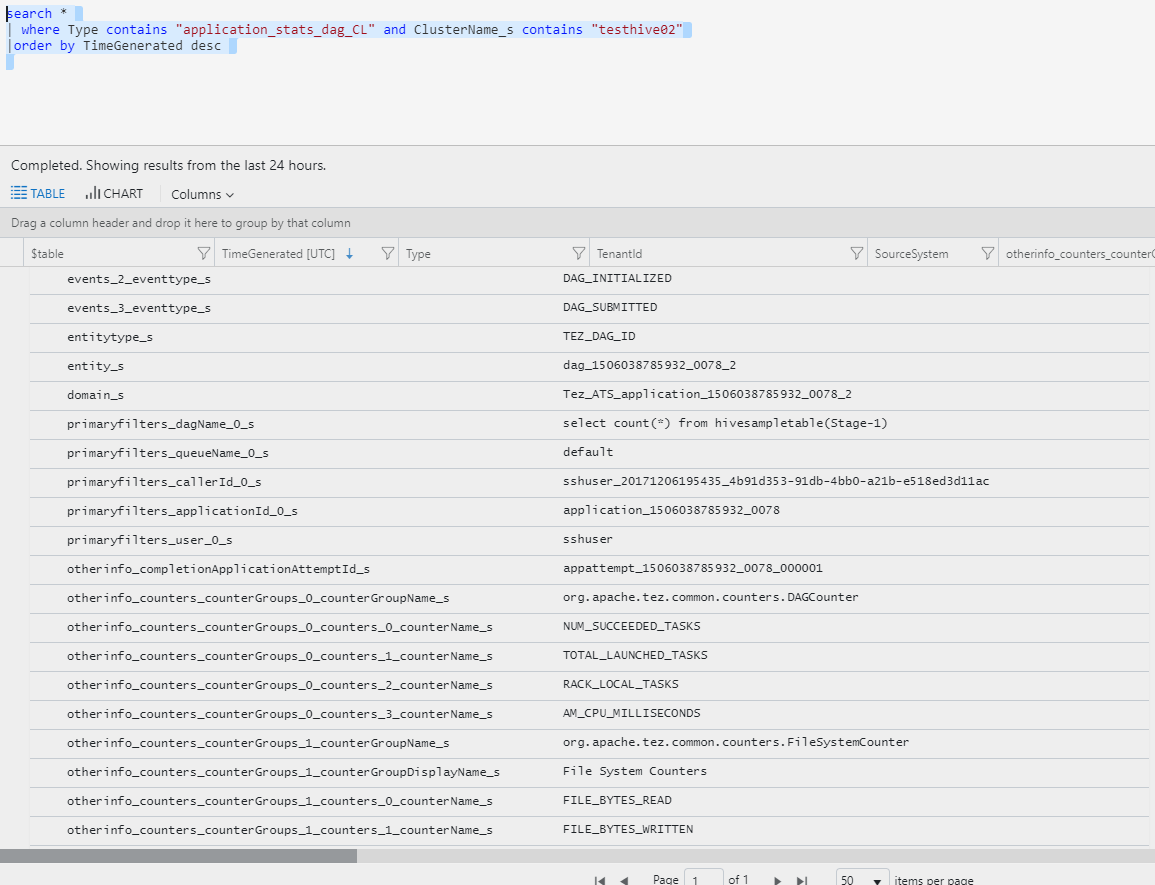 search *
| where Type contains "application_stats_dag_CL" and ClusterName_s contains "testhive02"
|order by TimeGenerated desc
Completed. Showing results from the last 24 hours.
TABLE CHART Columns
Drag a column header and drop it here to group by that column
$table TimeGenerated [UTC] Type TenantId SourceSystem otherinfo_counters_counterG
events_2_eventtype_s DAG_INITIALIZED
events_3_eventtype_s DAG_SUBMITTED
entitytype_s TEZ_DAG_ID
entity_s dag_1506038785932_0078_2
domain_s Tez_ATS_application_1506038785932_0078_2
primaryfilters_dagName_0_s select count(*) from hivesampletable(Stage-1)
primaryfilters_queueName_0_s default
primaryfilters_callerId_0_s sshuser_20171206195435_4b91d353-91db-4bb0-a21b-e518ed3d11ac
primaryfilters_applicationId_0_s application_1506038785932_0078
primaryfilters_user_0_s sshuser
otherinfo_completionApplicationAttemptId_s appattempt_1506038785932_0078_000001
otherinfo_counters_counterGroups_0_counterGroupName_s org.apache.tez.common.counters.DAGCounter
otherinfo_counters_counterGroups_0_counters_0_counterName_s NUM_SUCCEEDED_TASKS
otherinfo_counters_counterGroups_0_counters_1_counterName_s TOTAL_LAUNCHED_TASKS
otherinfo_counters_counterGroups_0_counters_2_counterName_s RACK_LOCAL_TASKS
otherinfo_counters_counterGroups_0_counters_3_counterName_s AM_CPU_MILLISECONDS
otherinfo_counters_counterGroups_1_counterGroupName_s org.apache.tez.common.counters.FileSystemCounter
otherinfo_counters_counterGroups_1_counterGroupDisplayName_s File System Counters
otherinfo_counters_counterGroups_1_counters_0_counterName_s FILE_BYTES_READ
otherinfo_counters_counterGroups_1_counters_1_counterName_s FILE_BYTES_WRITTEN
Page 1 of 1 50 items per page